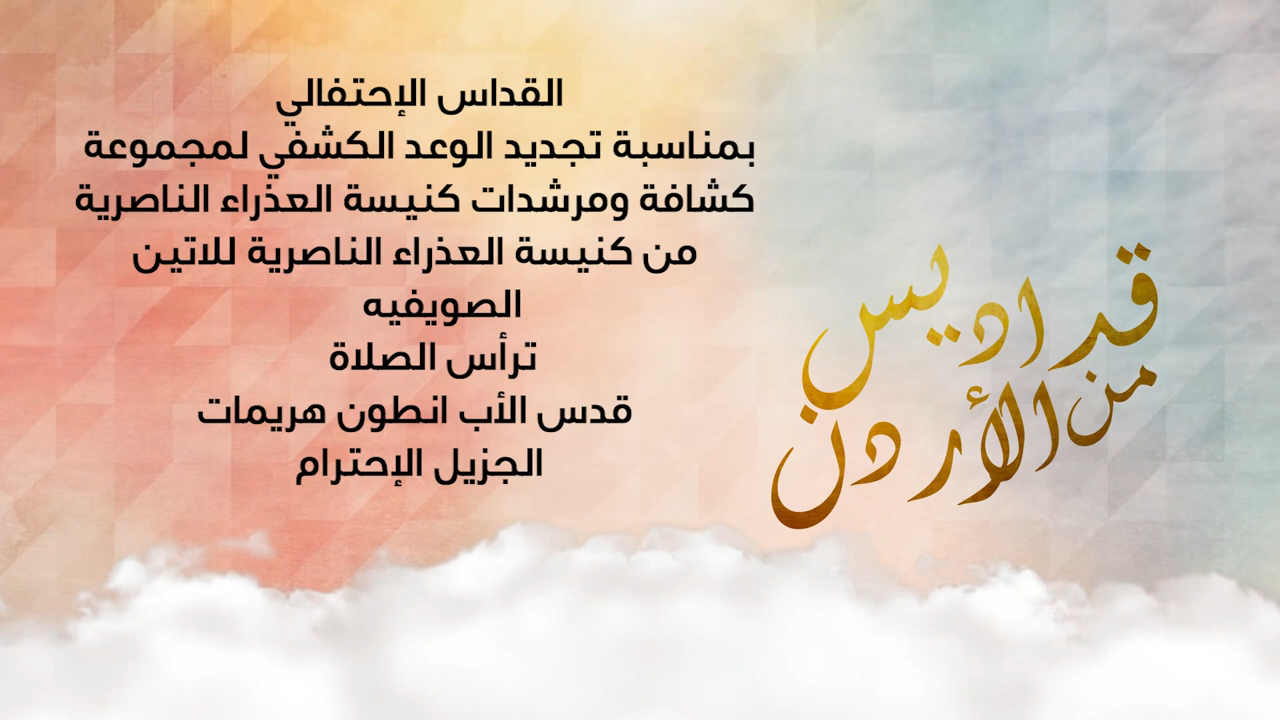 القداس الإحتفالي
بمناسبة تجديد الوعد الكشفي لمجموعة
كشافة ومرشدات كنيسة العذراء الناصرية
من كنيسة العذراء الناصرية للاتين
الصويفيه
ترأس الصلاة
قدس الأب انطون هريمات
الجزيل الإحترام
قداديس
من الأردن